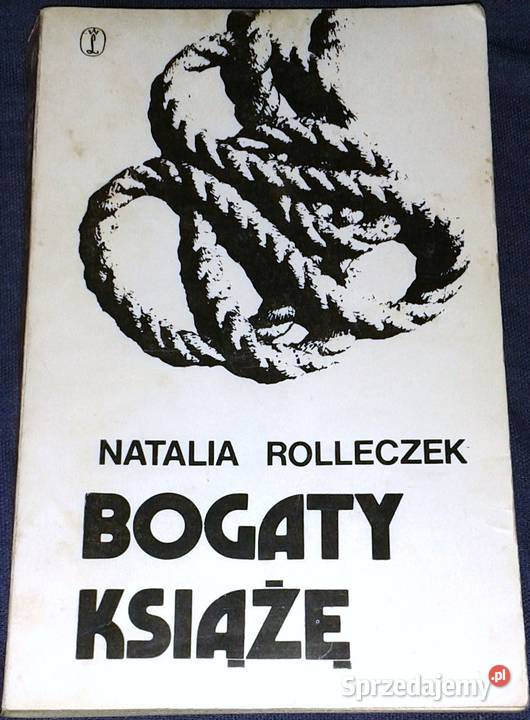 W
L
NATALIA ROLLECZEK
BOGATY
KSIĄŻĘ
Sprzedajemy.pl